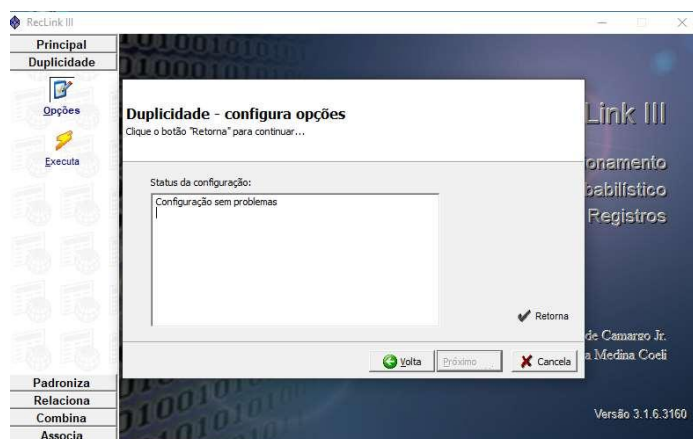 RecLink III
Principal
Duplicidade
Opções
Executa
Duplicidade - configura opções
Clique o botão "Retorna" para continuar...
Status da configuração:
Configuração sem problemas
Retorna
Volta
Próximo
Cancela
Link III
onamento
babilístico
Registros
de Camargo Jr.
a Medina Coeli
Versão 3.1.6.3160
Padroniza
Relaciona
Combina
Associa